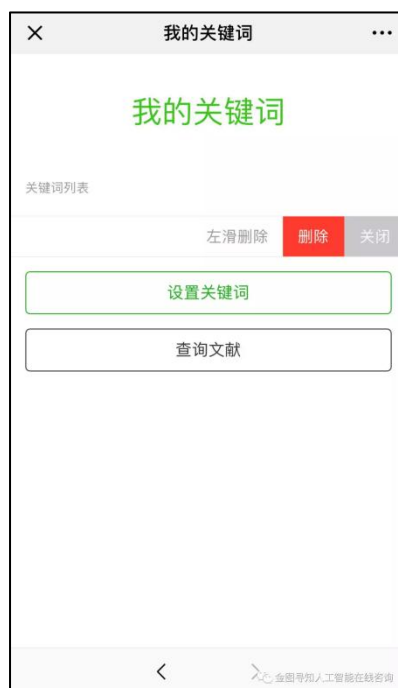 我的关键词
我的关键词
关键词列表
左滑删除 删除 关闭
设置关键词
查询文献
金图导知人工智能在线咨询